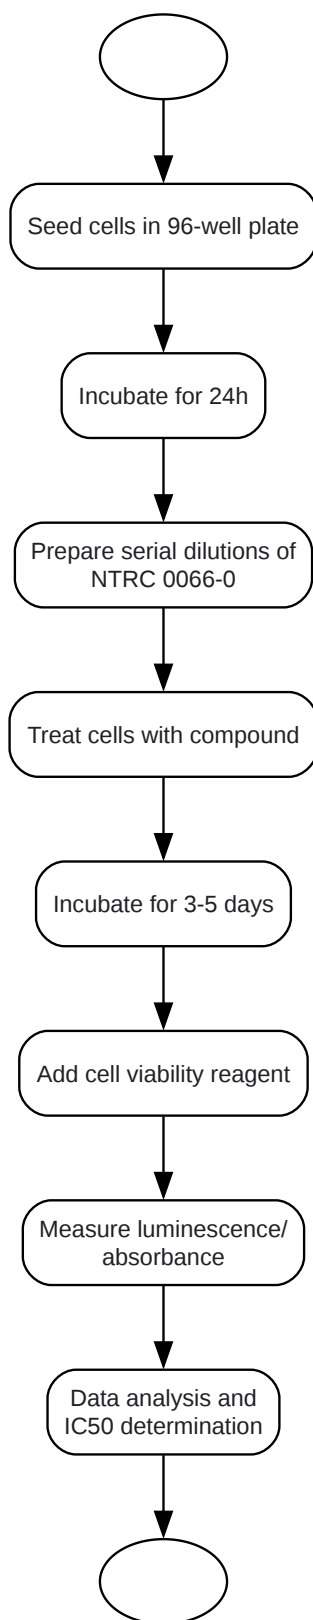 Seed cells in 96-well plate
Incubate for 24h
Prepare serial dilutions of
NTRC 0066-0
Treat cells with compound
Incubate for 3-5 days
Add cell viability reagent
Measure luminescence/
absorbance
Data analysis and
IC50 determination